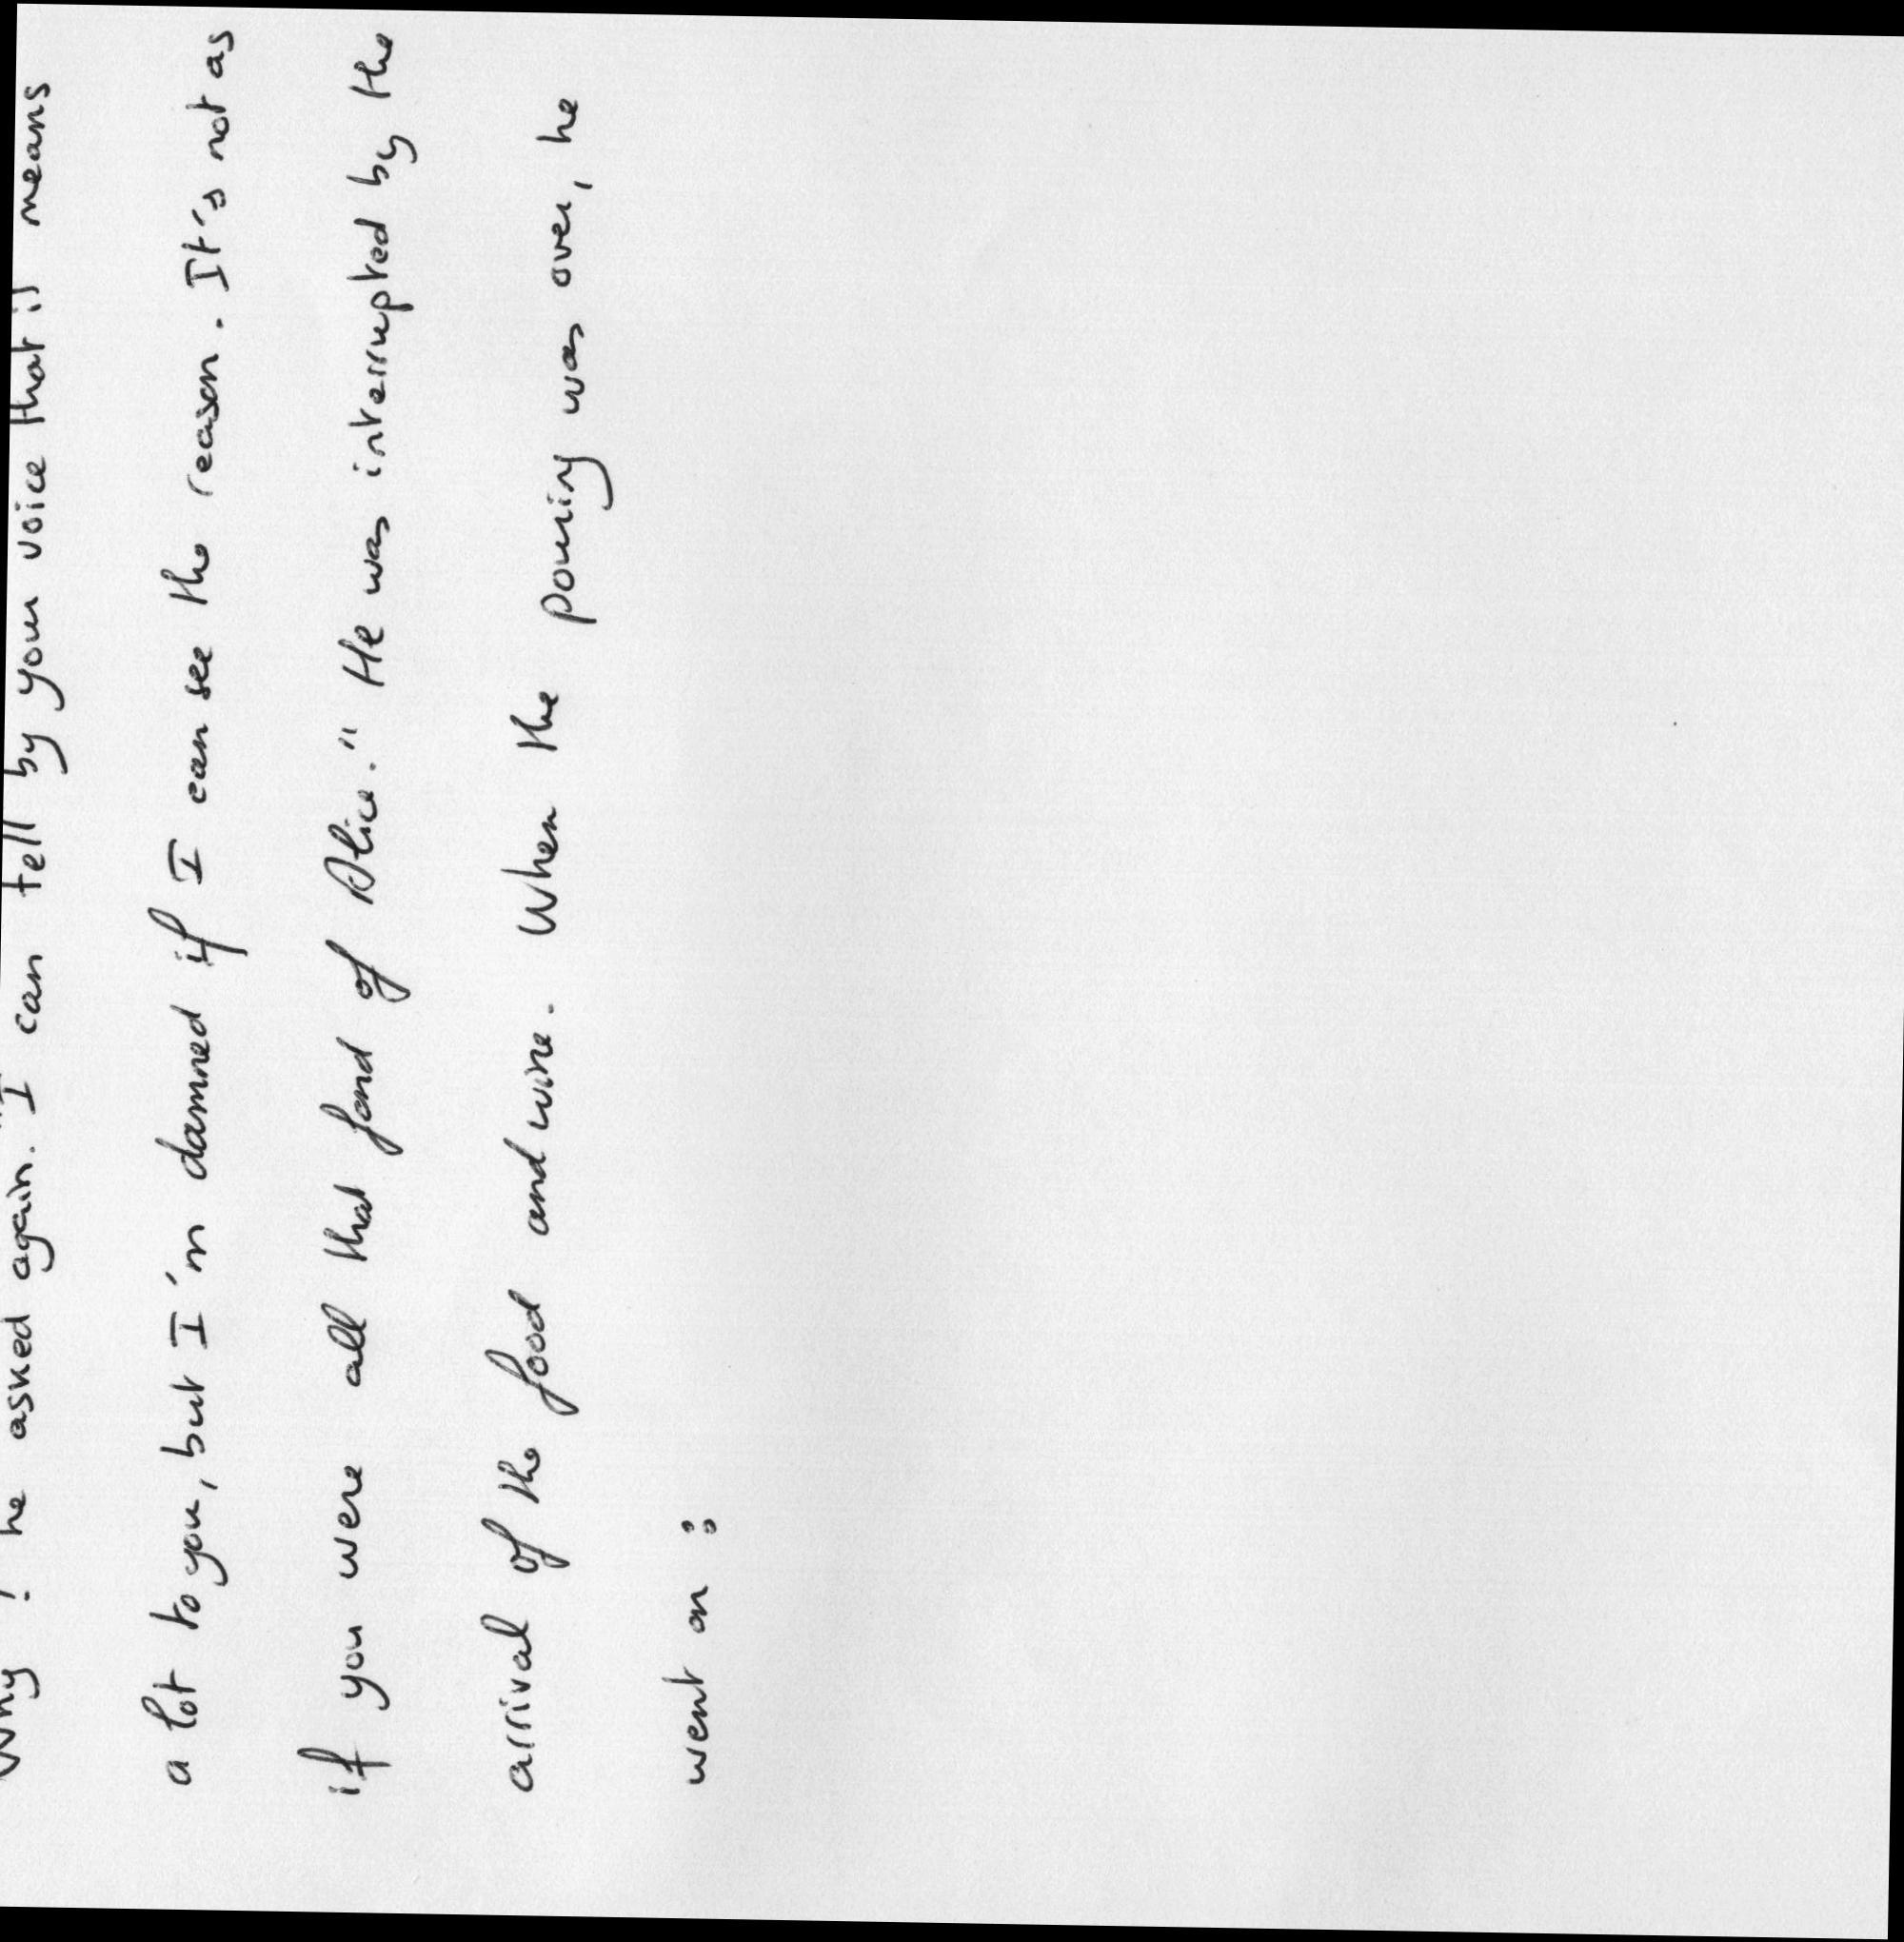 Why? he asked again. "I can tell by your voice that it means
a lot to you, but I'm damned if I can see the reason. It's not as
if you were all that fond of Alice." He was interrupted by the
arrival of the food and wine. When the pouring was over, he
went on :